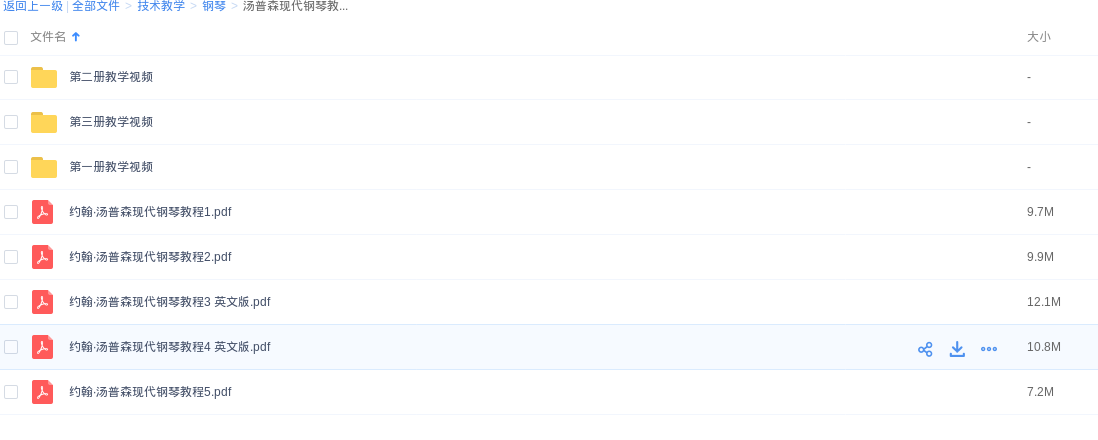 返回上一级 | 全部文件 > 技术教学 > 钢琴 > 汤普森现代钢琴教...
文件名 大小
第二册教学视频 -
第三册教学视频 -
第一册教学视频 -
约翰·汤普森现代钢琴教程1.pdf 9.7M
约翰·汤普森现代钢琴教程2.pdf 9.9M
约翰·汤普森现代钢琴教程3 英文版.pdf 12.1M
约翰·汤普森现代钢琴教程4 英文版.pdf 10.8M
约翰·汤普森现代钢琴教程5.pdf 7.2M